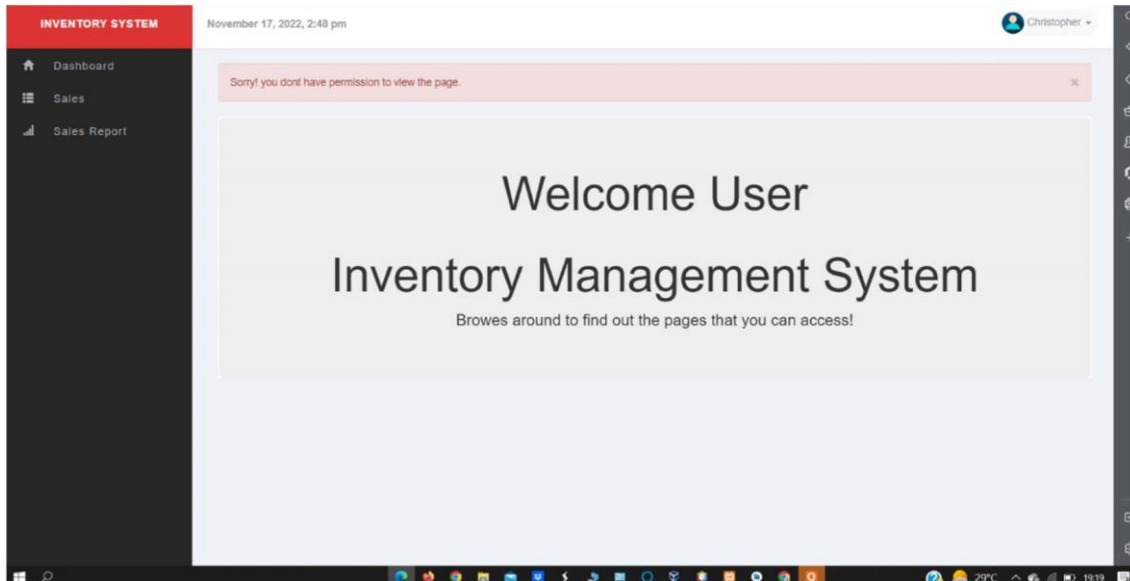 INVENTORY SYSTEM
November 17, 2022, 2:48 pm
Christopher
Dashboard
Sales
Sales Report
Sorry! you dont have permission to view the page.
×
Welcome User
Inventory Management System
Browes around to find out the pages that you can access!
29°C
19:19